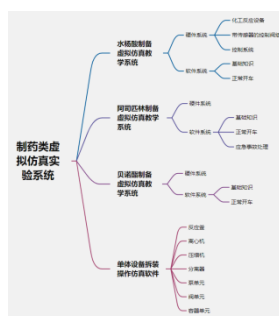 制药类虚
拟仿真实
验系统
水杨酸制备
虚拟仿真教
学系统
硬件系统
化工反应设备
带传感器的控制阀组
控制系统
软件系统
基础知识
正常开车
阿司匹林制备
虚拟仿真教学
系统
硬件系统
软件系统
基础知识
正常开车
应急事故处理
贝诺酯制备
虚拟仿真教
学系统
硬件系统
软件系统
基础知识
正常开车
单体设备拆装
操作仿真软件
反应釜
离心机
压缩机
分离器
泵单元
阀单元
容器单元